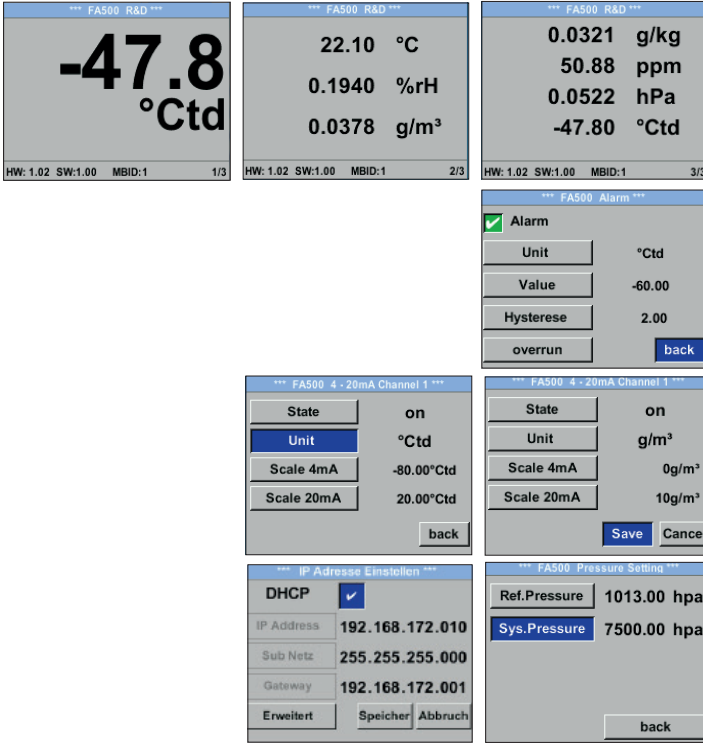 *** FA500 R&D ***
-47.8
°Ctd
HW: 1.02 SW:1.00 MBID:1 1/3
*** FA500 R&D ***
22.10 °C
0.1940 %rH
0.0378 g/m³
HW: 1.02 SW:1.00 MBID:1 2/3
*** FA500 R&D ***
0.0321 g/kg
50.88 ppm
0.0522 hPa
-47.80 °Ctd
HW: 1.02 SW:1.00 MBID:1 3/3
*** FA500 Alarm ***
✔ Alarm
Unit °Ctd
Value -60.00
Hysterese 2.00
overrun back
*** FA500 4 - 20mA Channel 1 ***
State on
Unit °Ctd
Scale 4mA -80.00°Ctd
Scale 20mA 20.00°Ctd
back
*** FA500 4 - 20mA Channel 1 ***
State on
Unit g/m³
Scale 4mA 0g/m³
Scale 20mA 10g/m³
Save Cance
*** IP Adresse Einstellen ***
DHCP ✔
IP Address 192.168.172.010
Sub Netz 255.255.255.000
Gateway 192.168.172.001
Erweitert Speicher Abbruch
*** FA500 Pressure Setting ***
Ref.Pressure 1013.00 hpa
Sys.Pressure 7500.00 hpa
back